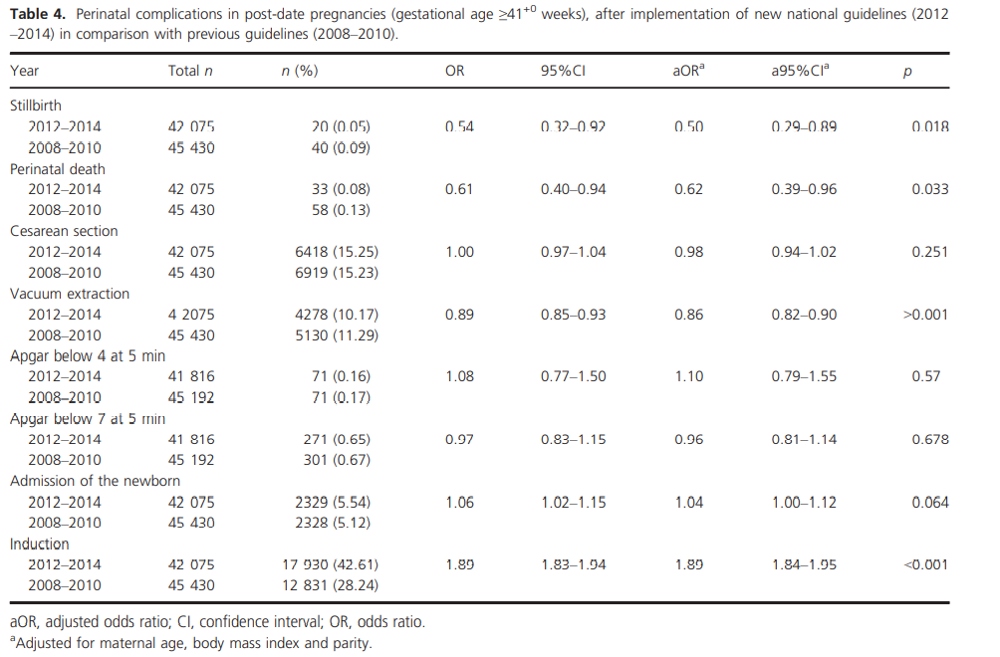 Table 4. Perinatal complications in post-date pregnancies (gestational age ≥41+0 weeks), after implementation of new national guidelines (2012
–2014) in comparison with previous guidelines (2008–2010).
Year Total n n (%) OR 95%CI aORa a95%CIa p
Stillbirth
2012–2014 42 075 20 (0.05) 0.54 0.32–0.92 0.50 0.29–0.89 0.018
2008–2010 45 430 40 (0.09)
Perinatal death
2012–2014 42 075 33 (0.08) 0.61 0.40–0.94 0.62 0.39–0.96 0.033
2008–2010 45 430 58 (0.13)
Cesarean section
2012–2014 42 075 6418 (15.25) 1.00 0.97–1.04 0.98 0.94–1.02 0.251
2008–2010 45 430 6919 (15.23)
Vacuum extraction
2012–2014 4 2075 4278 (10.17) 0.89 0.85–0.93 0.86 0.82–0.90 >0.001
2008–2010 45 430 5130 (11.29)
Apgar below 4 at 5 min
2012–2014 41 816 71 (0.16) 1.08 0.77–1.50 1.10 0.79–1.55 0.57
2008–2010 45 192 71 (0.17)
Apgar below 7 at 5 min
2012–2014 41 816 271 (0.65) 0.97 0.83–1.15 0.96 0.81–1.14 0.678
2008–2010 45 192 301 (0.67)
Admission of the newborn
2012–2014 42 075 2329 (5.54) 1.06 1.02–1.15 1.04 1.00–1.12 0.064
2008–2010 45 430 2328 (5.12)
Induction
2012–2014 42 075 17 930 (42.61) 1.89 1.83–1.94 1.89 1.84–1.95 <0.001
2008–2010 45 430 12 831 (28.24)
aOR, adjusted odds ratio; CI, confidence interval; OR, odds ratio.
aAdjusted for maternal age, body mass index and parity.